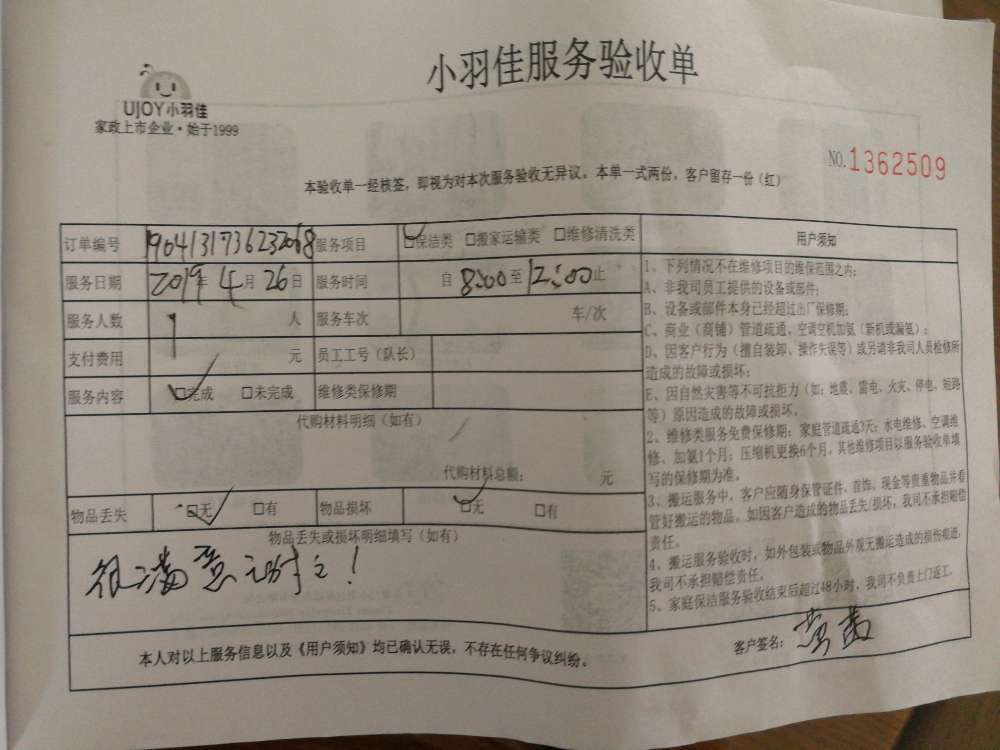 小羽佳服务验收单
UJOY小羽佳
家政上市企业·始于1999
NO.1362509
本验收单一经核签，即视为对本次服务验收无异议。本单一式两份，客户留存一份（红）
订单编号 服务项目 □保洁类 □搬家运输类 □维修清洗类
服务日期 2019年4月26日 服务时间 自8:00至12:00止
服务人数 1 人 服务车次 车/次
支付费用 元 员工工号（队长）
服务内容 □完成 □未完成 维修类保修期
代购材料明细（如有）
代购材料总额： 元
物品丢失 □无 □有 物品损坏 □无 □有
物品丢失或损坏明细填写（如有）
很满意
用户须知
1、下列情况不在维修项目的维保范围之内：
A、非我司员工提供的设备或部件；
B、设备或部件本身已经超过出厂保修期；
C、商业（商铺）管道疏通、空调空机加氨（新机或漏氨）；
D、因客户行为（擅自装卸、操作失误等）或另请非我司人员检修所
造成的故障或损坏；
E、因自然灾害等不可抗拒力（如：地震、雷电、火灾、停电、短路
等）原因造成的故障或损坏。
2、维修类服务免费保修期：家庭管道疏通3天；水电维修、空调维
修、加氨1个月；压缩机更换6个月，其他维修项目以服务验收单填
写的保修期为准。
3、搬运服务中，客户应随身保管证件、首饰、现金等贵重物品并看
管好搬运的物品。如因客户造成的物品丢失/损坏，我司不承担赔偿
责任。
4、搬运服务验收时，如外包装或物品外观无搬运造成的损伤痕迹，
我司不承担赔偿责任。
5、家庭保洁服务验收结束后超过48小时，我司不负责上门返工。
本人对以上服务信息以及《用户须知》均已确认无误，不存在任何争议纠纷。
客户签名：